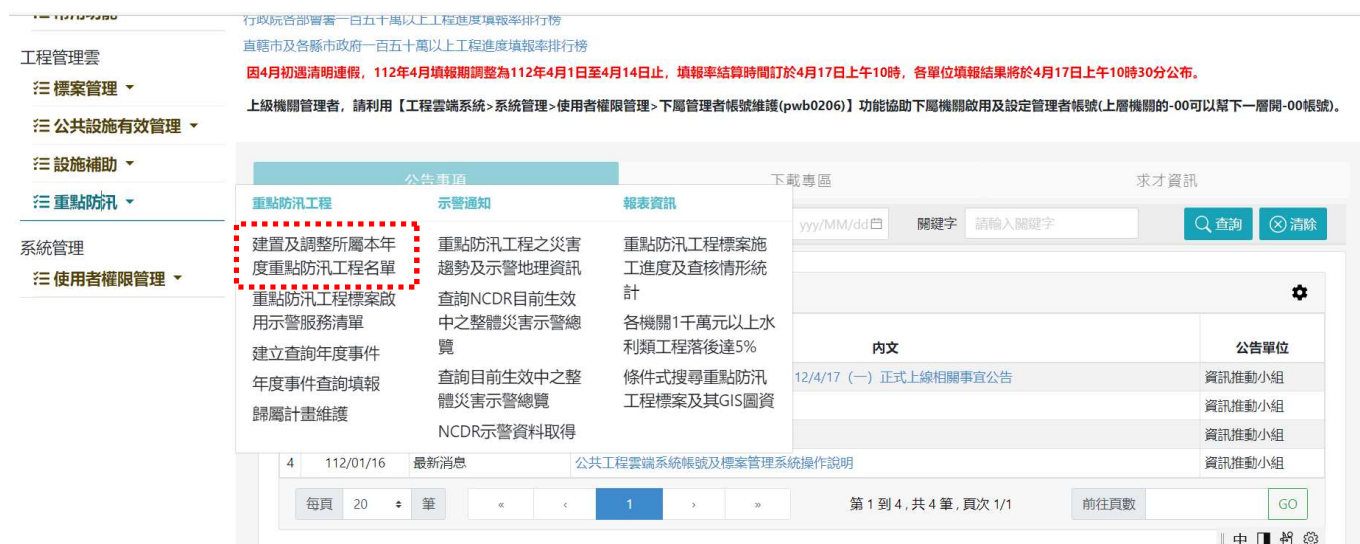 行政院各部會署一百五十萬以上工程進度填報率排行榜
直轄市及各縣市政府一百五十萬以上工程進度填報率排行榜
因4月初遇清明連假，112年4月填報期調整為112年4月1日至4月14日止，填報率結算時間訂於4月17日上午10時，各單位填報結果將於4月17日上午10時30分公布。
上級機關管理者，請利用【工程雲端系統>系統管理>使用者權限管理>下屬管理者帳號維護(pwb0206)】功能協助下屬機關啟用及設定管理者帳號(上層機關的-00可以幫下一層開-00帳號)。
常用功能
工程管理雲
標案管理
公共設施有效管理
設施補助
重點防汛
系統管理
使用者權限管理
公告事項
下載專區
求才資訊
yyy/MM/dd
關鍵字
請輸入關鍵字
查詢
清除
重點防汛工程
建置及調整所屬本年
度重點防汛工程名單
重點防汛工程標案啟
用示警服務清單
建立查詢年度事件
年度事件查詢填報
歸屬計畫維護
示警通知
重點防汛工程之災害
趨勢及示警地理資訊
查詢NCDR目前生效
中之整體災害示警總
覽
查詢目前生效中之整
體災害示警總覽
NCDR示警資料取得
報表資訊
重點防汛工程標案施
工進度及查核情形統
計
各機關1千萬元以上水
利類工程落後達5%
條件式搜尋重點防汛
工程標案及其GIS圖資
內文
公告單位
12/4/17（一）正式上線相關事宜公告
資訊推動小組
資訊推動小組
資訊推動小組
4 112/01/16 最新消息 公共工程雲端系統帳號及標案管理系統操作說明 資訊推動小組
每頁 20 筆 « ‹ 1 › » 第 1 到 4 , 共 4 筆 , 頁次 1/1 前往頁數 GO
中